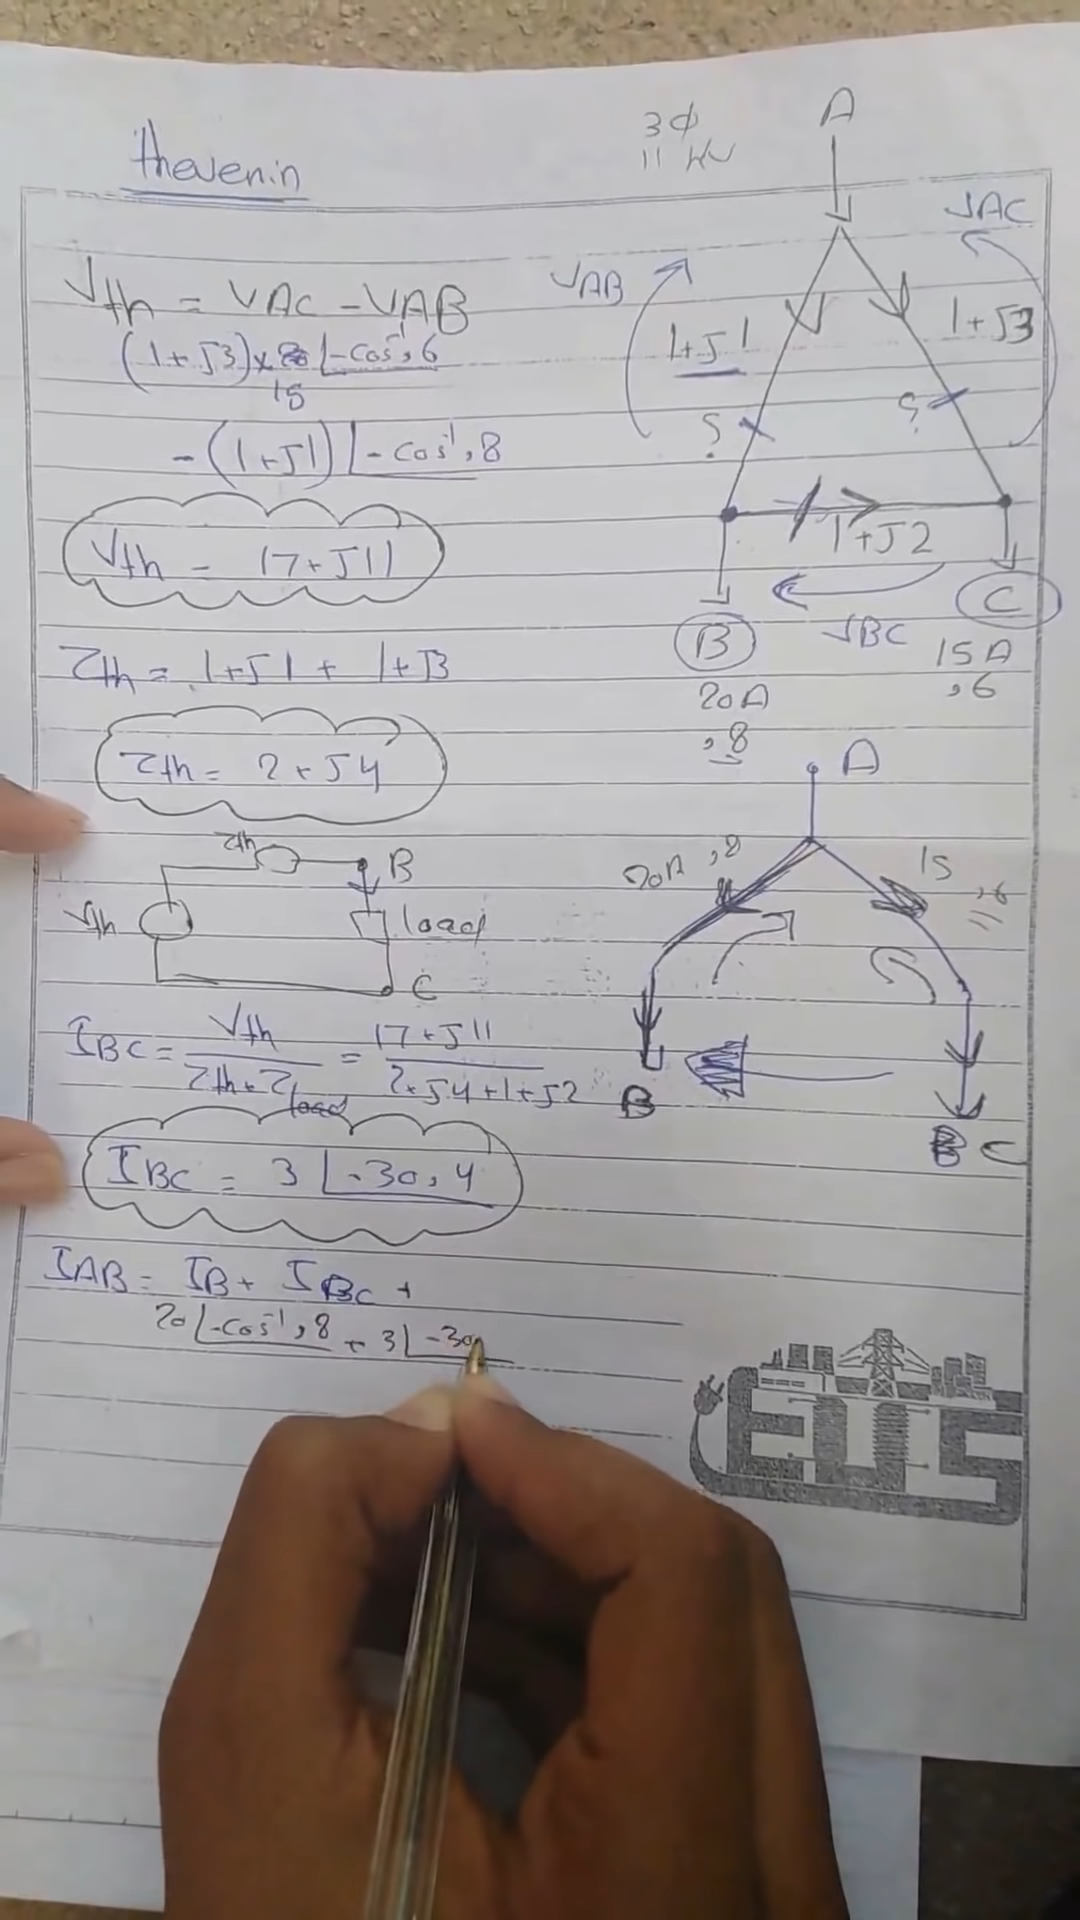 thevenin
3Φ
11 KV
A
VAC
VAB
1+J1
1+J3
?
?
1+J2
B
VBC
C
20A
,8
15A
,6
Vth = VAC - VAB
(1+J3)x
15
∠-cos⁻¹,6
- (1+J1) ∠-cos⁻¹,8
Vth = 17+J11
Zth = 1+J1 + 1+J3
Zth = 2+J4
Zth
B
Vth
load
C
A
20A ,8
15
,6
B
C
IBC = Vth / Zth+Zload = 17+J11 / 2+J4+1+J2
IBC = 3 ∠-30,4
IAB = IB + IBC +
20 ∠-cos⁻¹,8 + 3 ∠-30
EUS